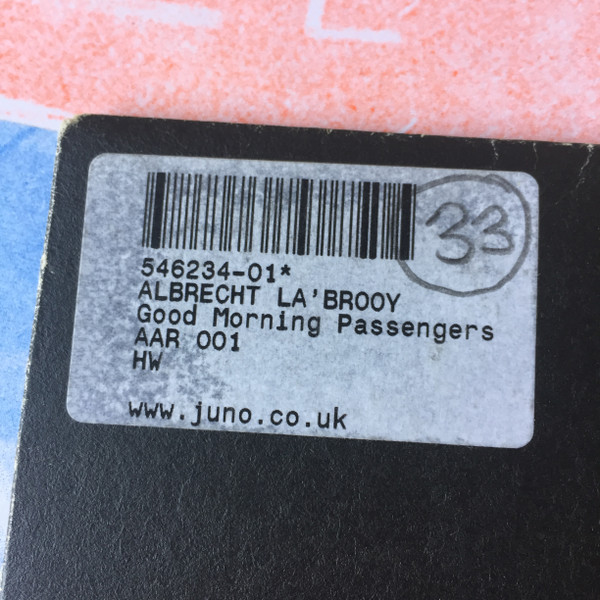 33
546234-01*
ALBRECHT LA'BROOY
Good Morning Passengers
AAR 001
HW
www.juno.co.uk